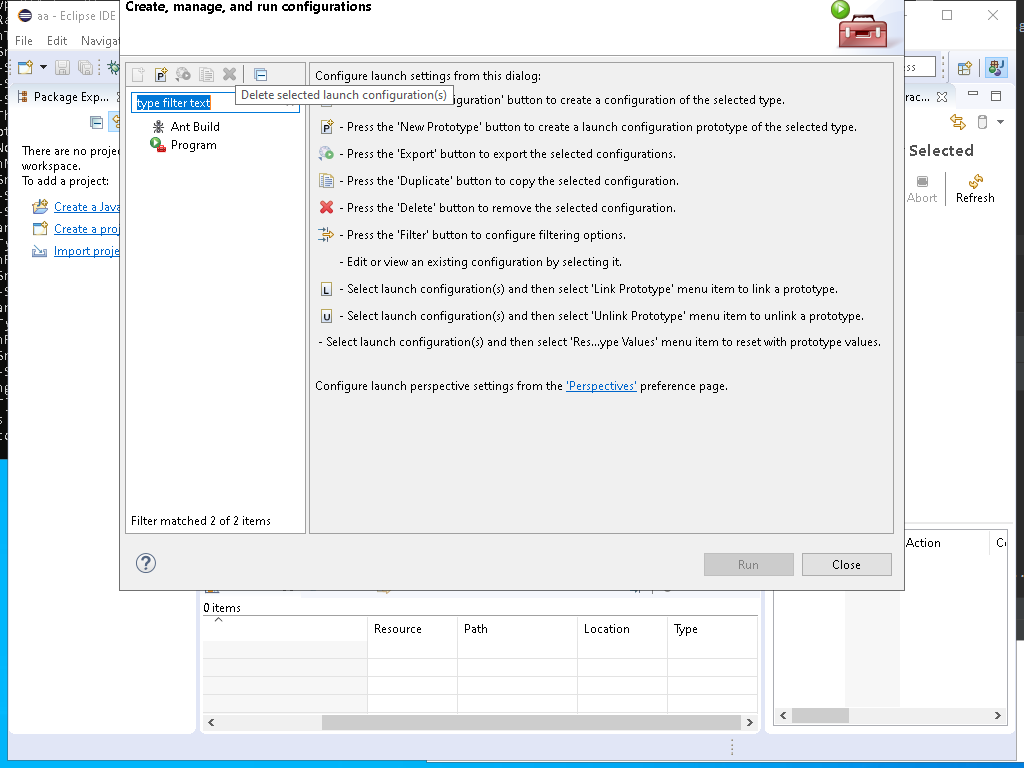 aa - Eclipse IDE
Create, manage, and run configurations
File Edit Navigat
Package Exp...
There are no projec
workspace.
To add a project:
Create a Java
Create a proj
Import proje
type filter text
Ant Build
Program
Filter matched 2 of 2 items
Configure launch settings from this dialog:
Delete selected launch configuration(s)
guration' button to create a configuration of the selected type.
- Press the 'New Prototype' button to create a launch configuration prototype of the selected type.
- Press the 'Export' button to export the selected configurations.
- Press the 'Duplicate' button to copy the selected configuration.
- Press the 'Delete' button to remove the selected configuration.
- Press the 'Filter' button to configure filtering options.
- Edit or view an existing configuration by selecting it.
L - Select launch configuration(s) and then select 'Link Prototype' menu item to link a prototype.
U - Select launch configuration(s) and then select 'Unlink Prototype' menu item to unlink a prototype.
- Select launch configuration(s) and then select 'Res...ype Values' menu item to reset with prototype values.
Configure launch perspective settings from the 'Perspectives' preference page.
Run Close
ss
rac...
Selected
Abort Refresh
Action
0 items
Resource Path Location Type